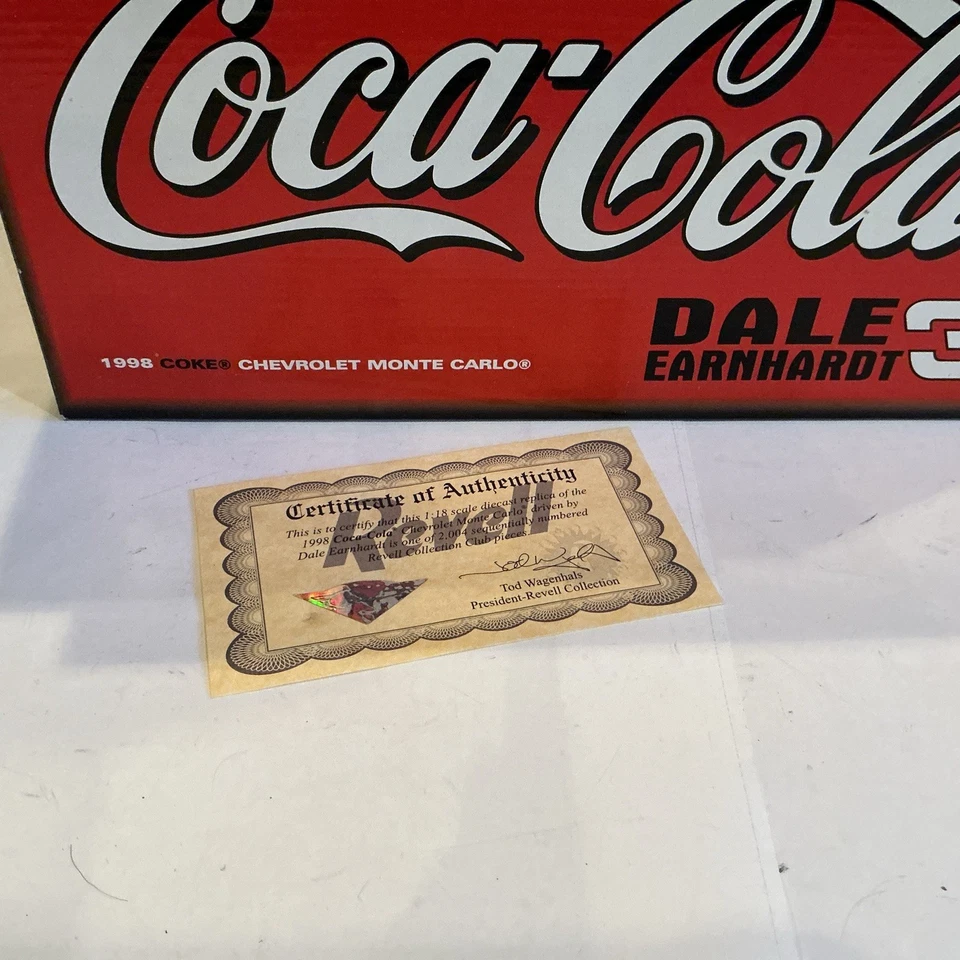 Coca-Cola
DALE 3
EARNHARDT
1998 COKE® CHEVROLET MONTE CARLO®
Certificate of Authenticity
Revell
This is to certify that this 1:18 scale diecast replica of the
1998 Coca-Cola® Chevrolet Monte Carlo® driven by
Dale Earnhardt is one of 2,004 sequentially numbered
Revell Collection Club pieces.
Tod Wagenhals
President-Revell Collection